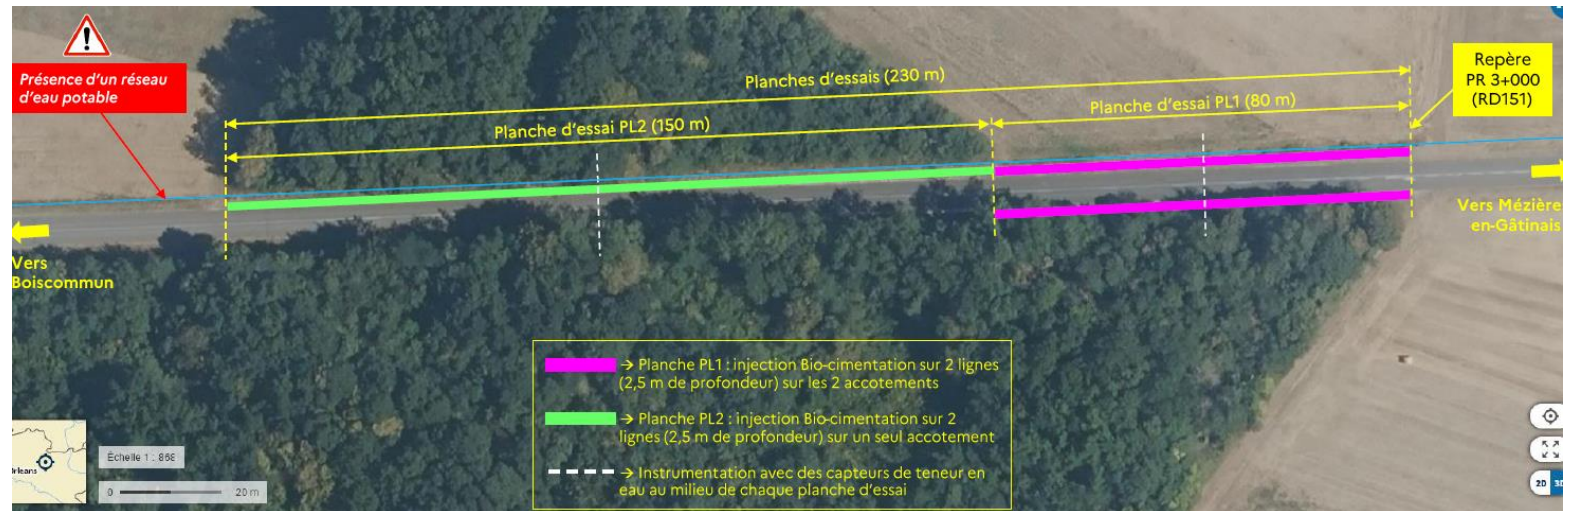 Présence d'un réseau
d'eau potable
Planches d'essais (230 m)
Planche d'essai PL2 (150 m)
Planche d'essai PL1 (80 m)
Repère
PR 3+000
(RD151)
Vers
Boiscommun
Vers Mézière
en-Gâtinais
→ Planche PL1 : injection Bio-cimentation sur 2 lignes
(2,5 m de profondeur) sur les 2 accotements
→ Planche PL2 : injection Bio-cimentation sur 2
lignes (2,5 m de profondeur) sur un seul accotement
→ Instrumentation avec des capteurs de teneur en
eau au milieu de chaque planche d'essai
rleans
Échelle 1 : 868
0 20 m
2D 3D